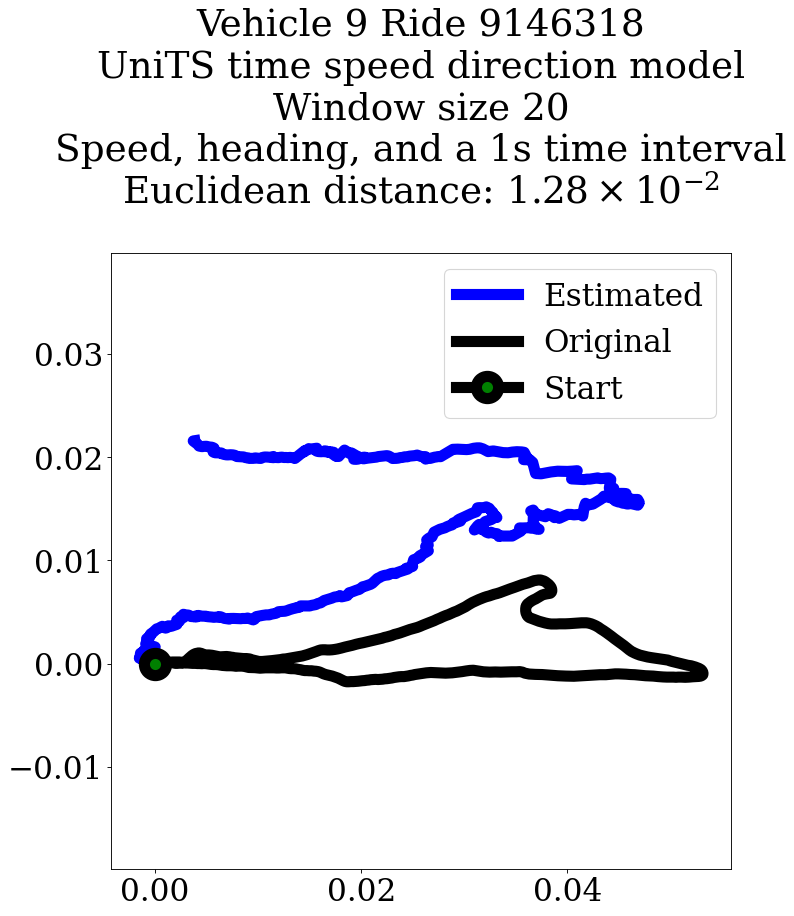 Vehicle 9 Ride 9146318
UniTS time speed direction model
Window size 20
Speed, heading, and a 1s time interval
Euclidean distance: 1.28 × 10⁻²
Estimated
Original
Start
0.03
0.02
0.01
0.00
−0.01
0.00 0.02 0.04